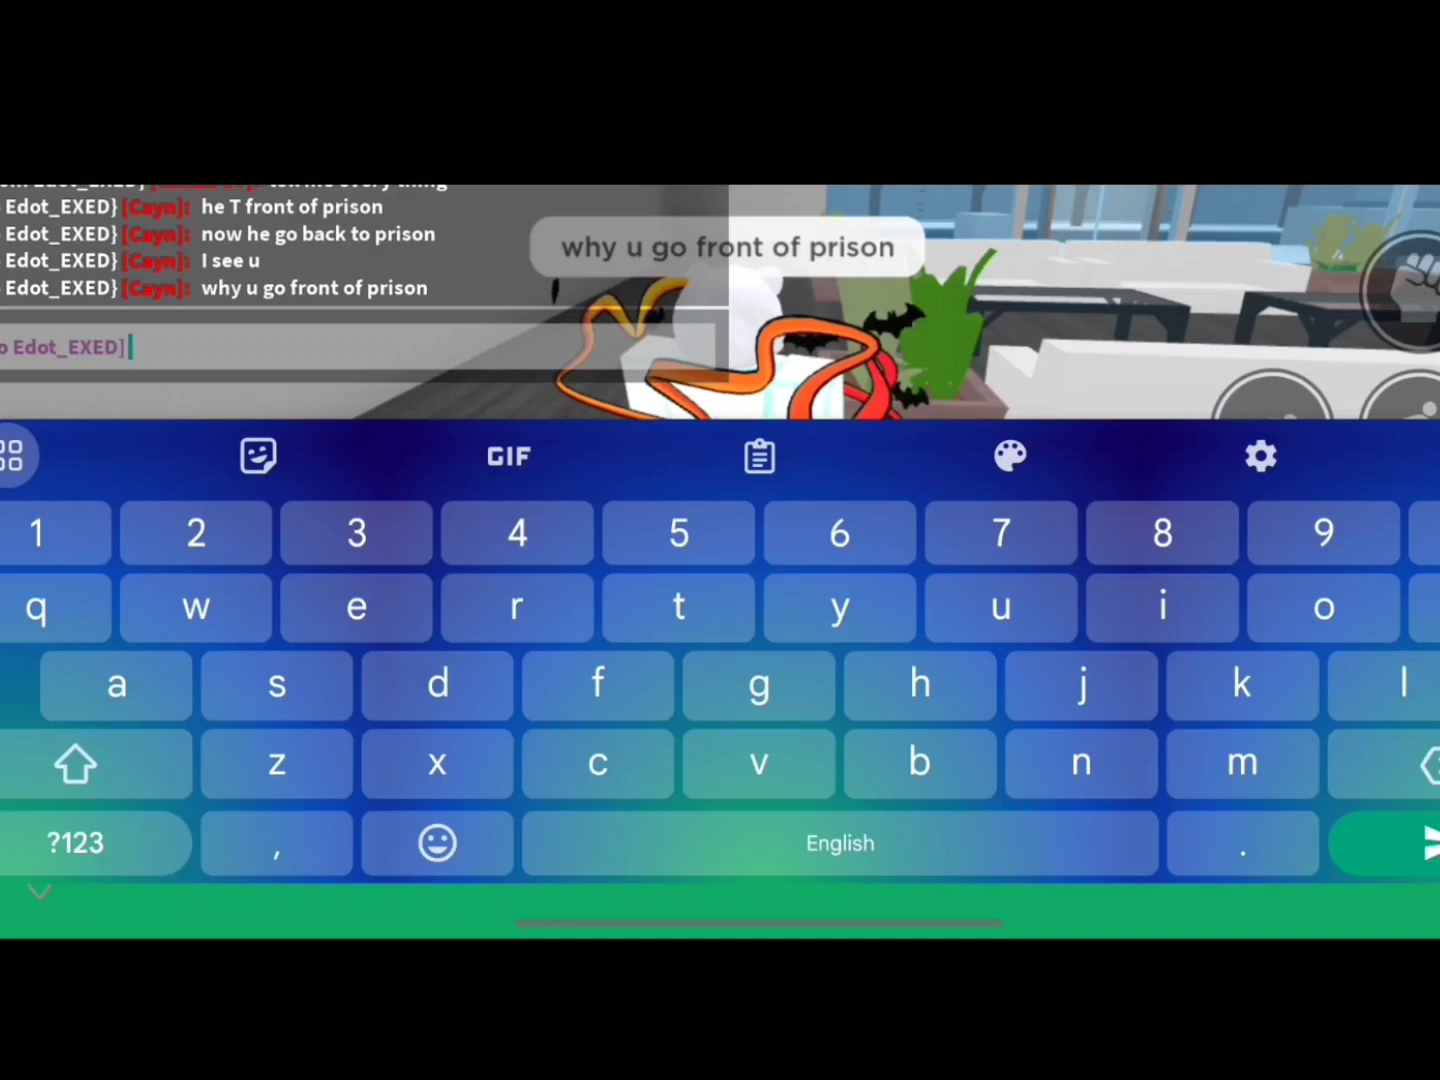 Edot_EXED} [Cayn]: he T front of prison
Edot_EXED} [Cayn]: now he go back to prison
Edot_EXED} [Cayn]: I see u
Edot_EXED} [Cayn]: why u go front of prison
why u go front of prison
o Edot_EXED]
GIF
1 2 3 4 5 6 7 8 9
q w e r t y u i o
a s d f g h j k l
z x c v b n m
?123 , English .